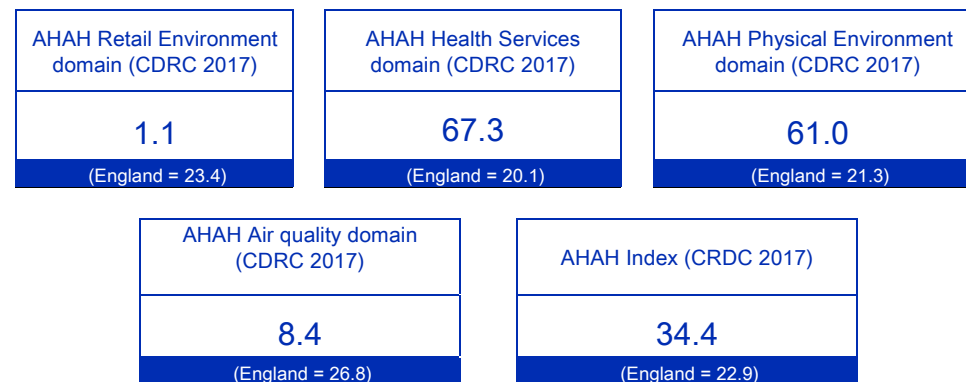 AHAH Retail Environment
domain (CDRC 2017)
1.1
(England = 23.4)
AHAH Health Services
domain (CDRC 2017)
67.3
(England = 20.1)
AHAH Physical Environment
domain (CDRC 2017)
61.0
(England = 21.3)
AHAH Air quality domain
(CDRC 2017)
8.4
(England = 26.8)
AHAH Index (CRDC 2017)
34.4
(England = 22.9)